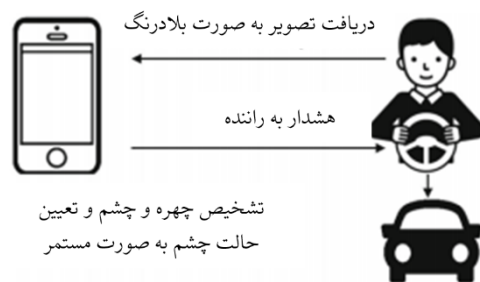 دریافت تصویر به صورت بلادرنگ
هشدار به راننده
تشخیص چهره و چشم و تعیین
حالت چشم به صورت مستمر